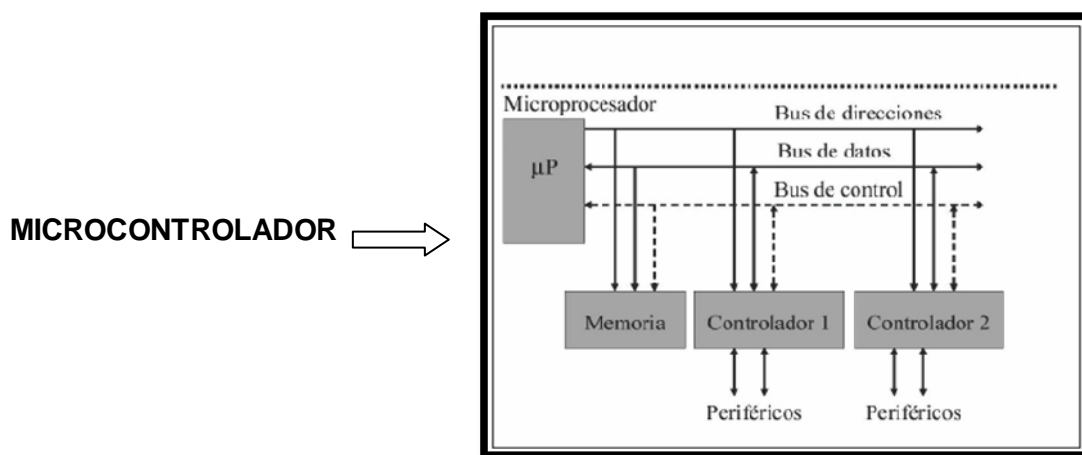 MICROCONTROLADOR
Microprocesador
μP
Bus de direcciones
Bus de datos
Bus de control
Memoria
Controlador 1
Controlador 2
Periféricos
Periféricos